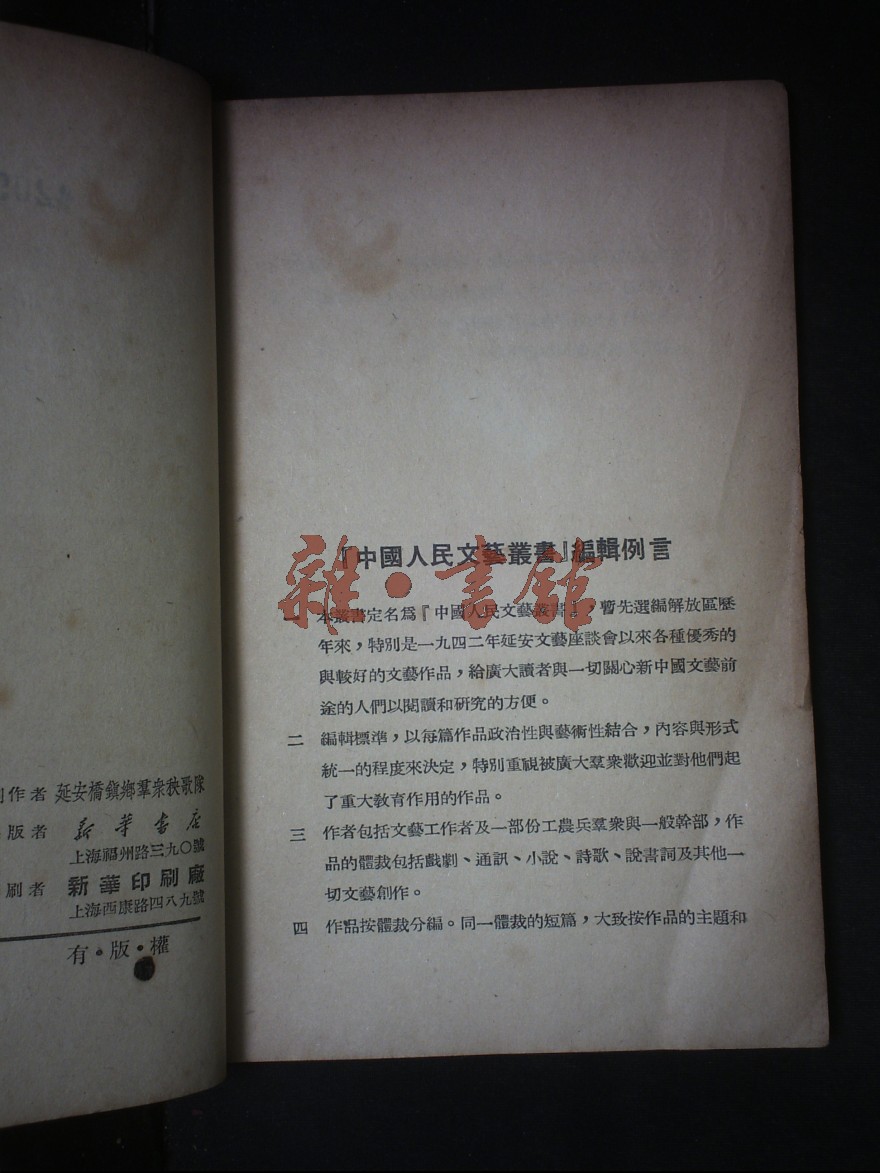 『中國人民文藝叢書』編輯例言
一 本叢書定名爲『中國人民文藝叢書』，暫先選編解放區歷
年來，特別是一九四二年延安文藝座談會以來各種優秀的
與較好的文藝作品，給廣大讀者與一切關心新中國文藝前
途的人們以閱讀和研究的方便。
二 編輯標準，以每篇作品政治性與藝術性結合，內容與形式
統一的程度來決定，特別重視被廣大羣衆歡迎並對他們起
了重大敎育作用的作品。
三 作者包括文藝工作者及一部份工農兵羣衆與一般幹部，作
品的體裁包括戲劇、通訊、小說、詩歌、說書詞及其他一
切文藝創作。
四 作品按體裁分編。同一體裁的短篇，大致按作品的主題和
作者 延安橋鎮鄉羣衆秧歌隊
版者 新華書店
上海福州路三九〇號
刷者 新華印刷廠
上海西康路四八九號
有·版·權
雜·書館